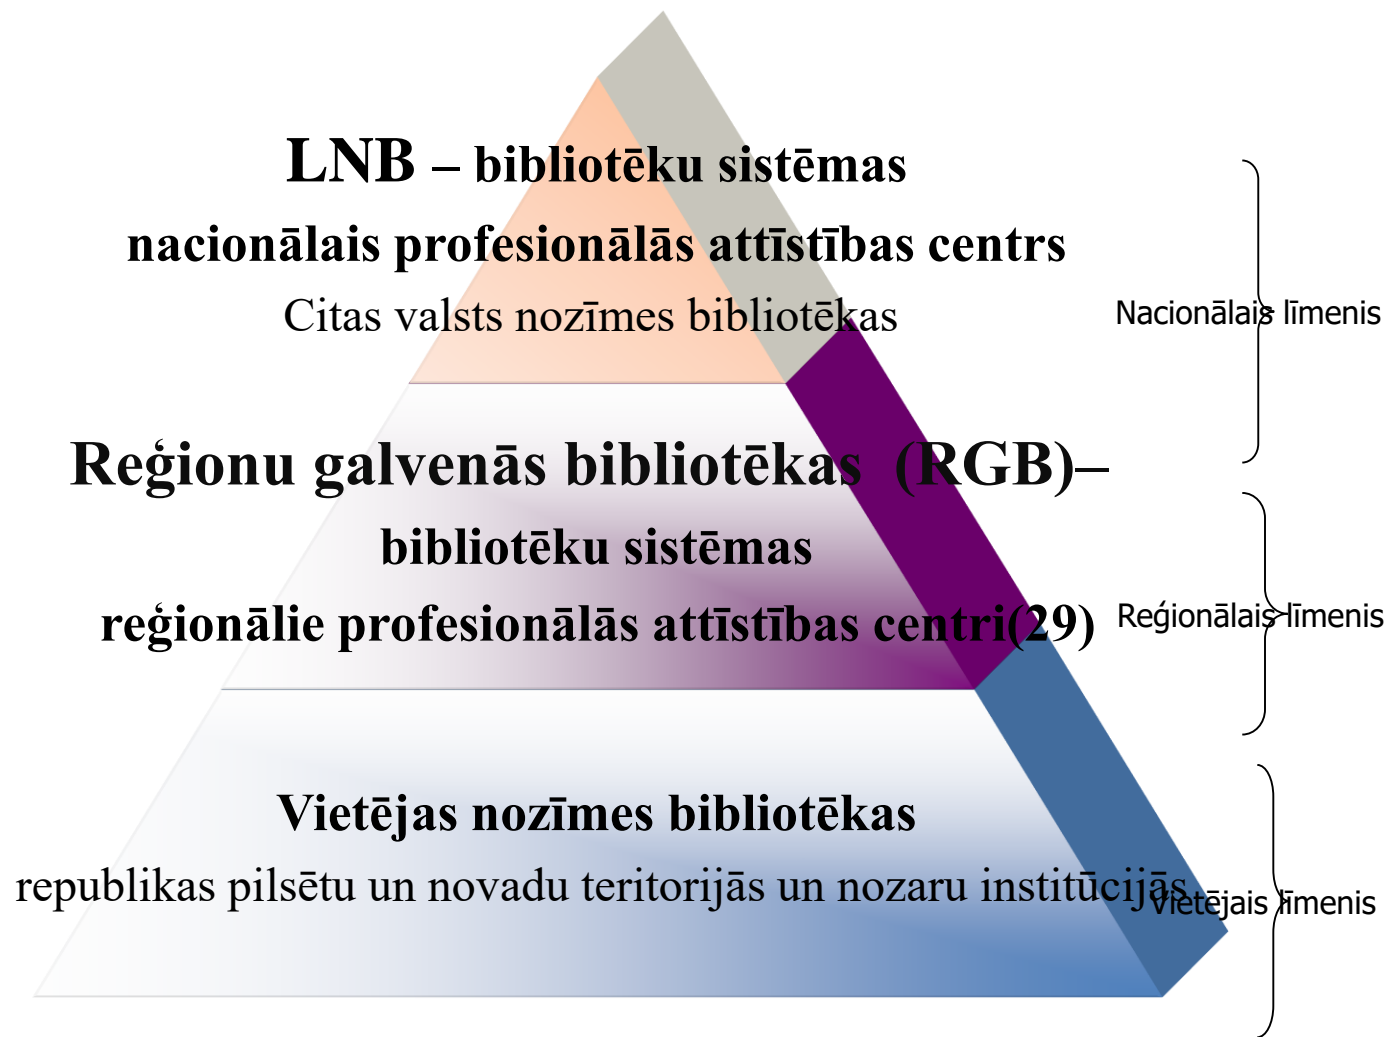 LNB – bibliotēku sistēmas
nacionālais profesionālās attīstības centrs
Citas valsts nozīmes bibliotēkas
Nacionālais līmenis
Reģionu galvenās bibliotēkas (RGB)–
bibliotēku sistēmas
reģionālie profesionālās attīstības centri(29)
Reģionālais līmenis
Vietējas nozīmes bibliotēkas
republikas pilsētu un novadu teritorijās un nozaru institūcijās
Vietējais līmenis